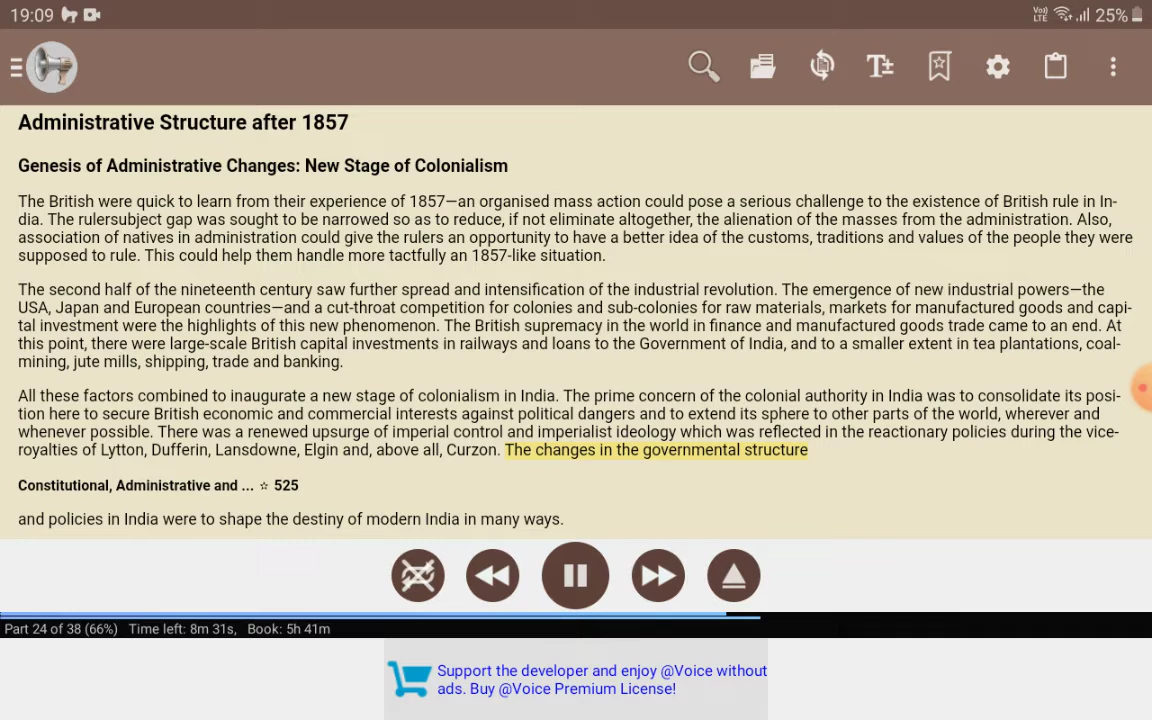 19:09
Vo)) LTE 25%
Administrative Structure after 1857
Genesis of Administrative Changes: New Stage of Colonialism
The British were quick to learn from their experience of 1857—an organised mass action could pose a serious challenge to the existence of British rule in In-
dia. The rulersubject gap was sought to be narrowed so as to reduce, if not eliminate altogether, the alienation of the masses from the administration. Also,
association of natives in administration could give the rulers an opportunity to have a better idea of the customs, traditions and values of the people they were
supposed to rule. This could help them handle more tactfully an 1857-like situation.
The second half of the nineteenth century saw further spread and intensification of the industrial revolution. The emergence of new industrial powers—the
USA, Japan and European countries—and a cut-throat competition for colonies and sub-colonies for raw materials, markets for manufactured goods and capi-
tal investment were the highlights of this new phenomenon. The British supremacy in the world in finance and manufactured goods trade came to an end. At
this point, there were large-scale British capital investments in railways and loans to the Government of India, and to a smaller extent in tea plantations, coal-
mining, jute mills, shipping, trade and banking.
All these factors combined to inaugurate a new stage of colonialism in India. The prime concern of the colonial authority in India was to consolidate its posi-
tion here to secure British economic and commercial interests against political dangers and to extend its sphere to other parts of the world, wherever and
whenever possible. There was a renewed upsurge of imperial control and imperialist ideology which was reflected in the reactionary policies during the vice-
royalties of Lytton, Dufferin, Lansdowne, Elgin and, above all, Curzon. The changes in the governmental structure
Constitutional, Administrative and ... ☆ 525
and policies in India were to shape the destiny of modern India in many ways.
Part 24 of 38 (66%) Time left: 8m 31s, Book: 5h 41m
Support the developer and enjoy @Voice without
ads. Buy @Voice Premium License!